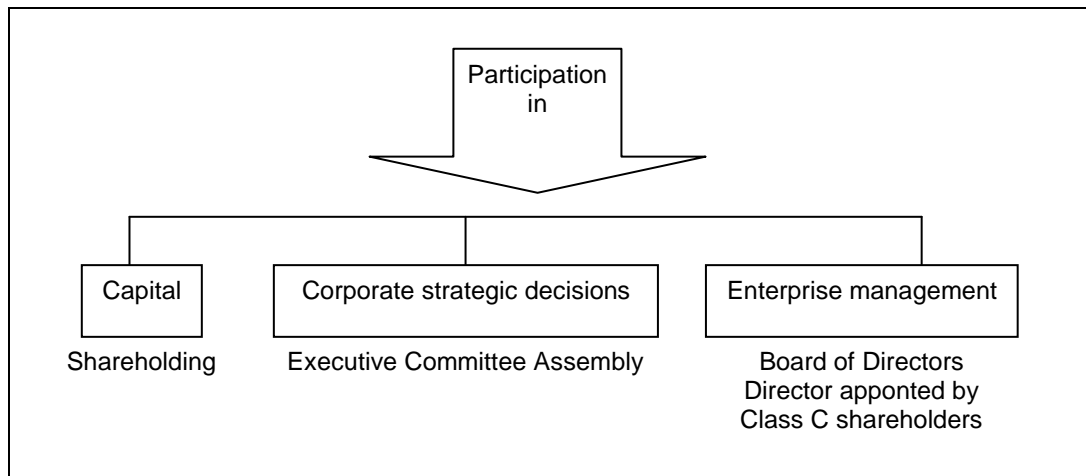 Participation
in
Capital
Corporate strategic decisions
Enterprise management
Shareholding
Executive Committee Assembly
Board of Directors
Director apponted by
Class C shareholders